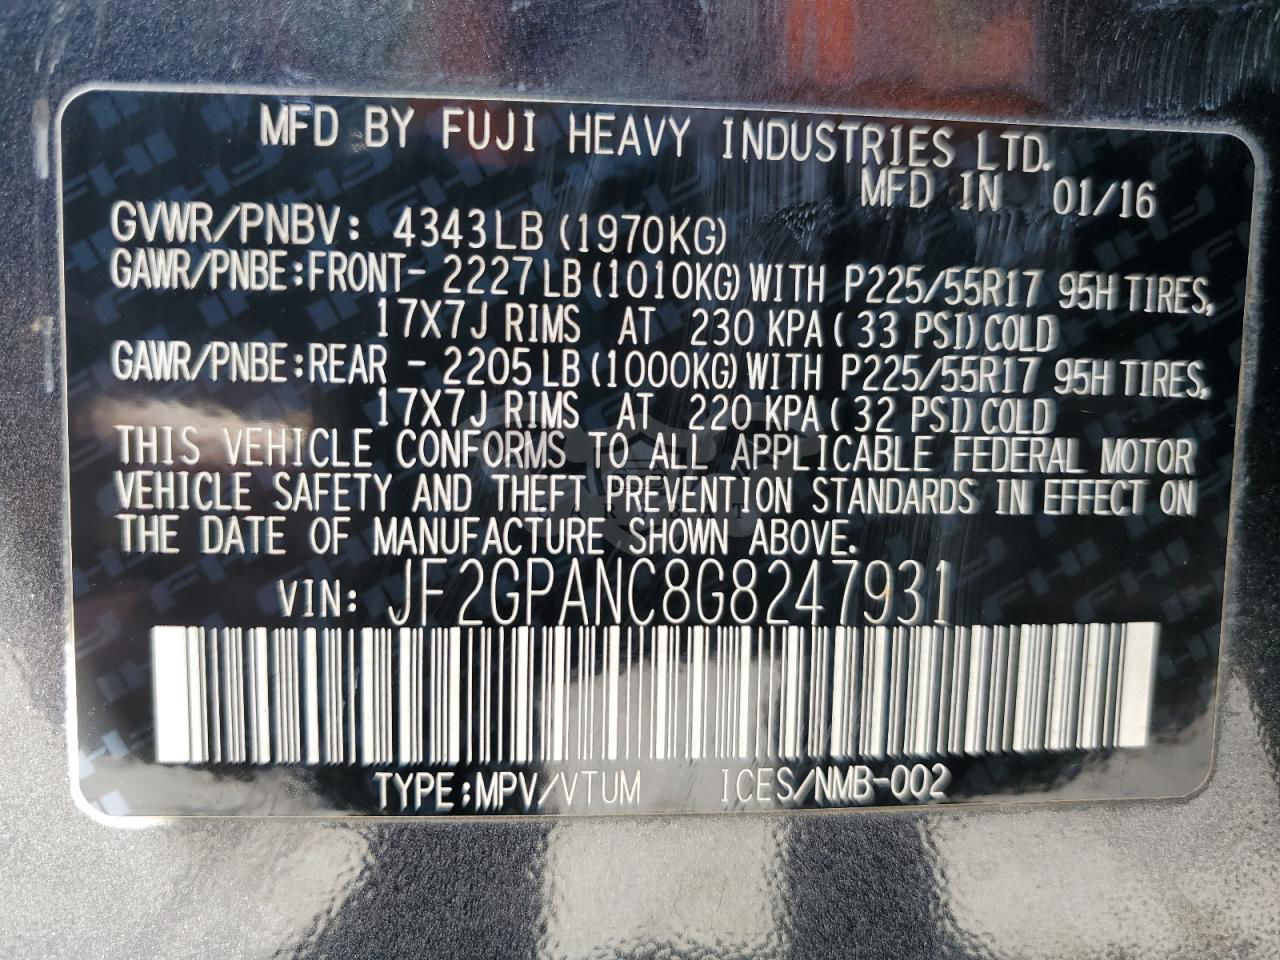 MFD BY FUJI HEAVY INDUSTRIES LTD.
MFD IN 01/16
GVWR/PNBV: 4343LB (1970KG)
GAWR/PNBE:FRONT- 2227LB (1010KG) WITH P225/55R17 95H TIRES,
17X7J RIMS AT 230 KPA ( 33 PSI) COLD
GAWR/PNBE:REAR - 2205LB (1000KG) WITH P225/55R17 95H TIRES,
17X7J RIMS AT 220 KPA ( 32 PSI) COLD
THIS VEHICLE CONFORMS TO ALL APPLICABLE FEDERAL MOTOR
VEHICLE SAFETY AND THEFT PREVENTION STANDARDS IN EFFECT ON
THE DATE OF MANUFACTURE SHOWN ABOVE.
VIN: JF2GPANC8G8247931
TYPE:MPV/VTUM ICES/NMB-002